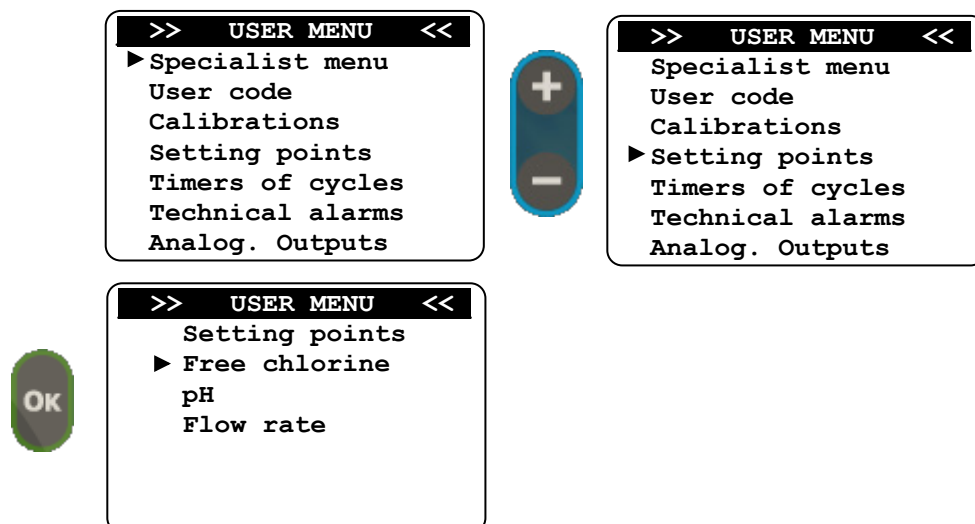 >> USER MENU <<
►Specialist menu
User code
Calibrations
Setting points
Timers of cycles
Technical alarms
Analog. Outputs
+
−
>> USER MENU <<
Specialist menu
User code
Calibrations
►Setting points
Timers of cycles
Technical alarms
Analog. Outputs
OK
>> USER MENU <<
Setting points
► Free chlorine
pH
Flow rate